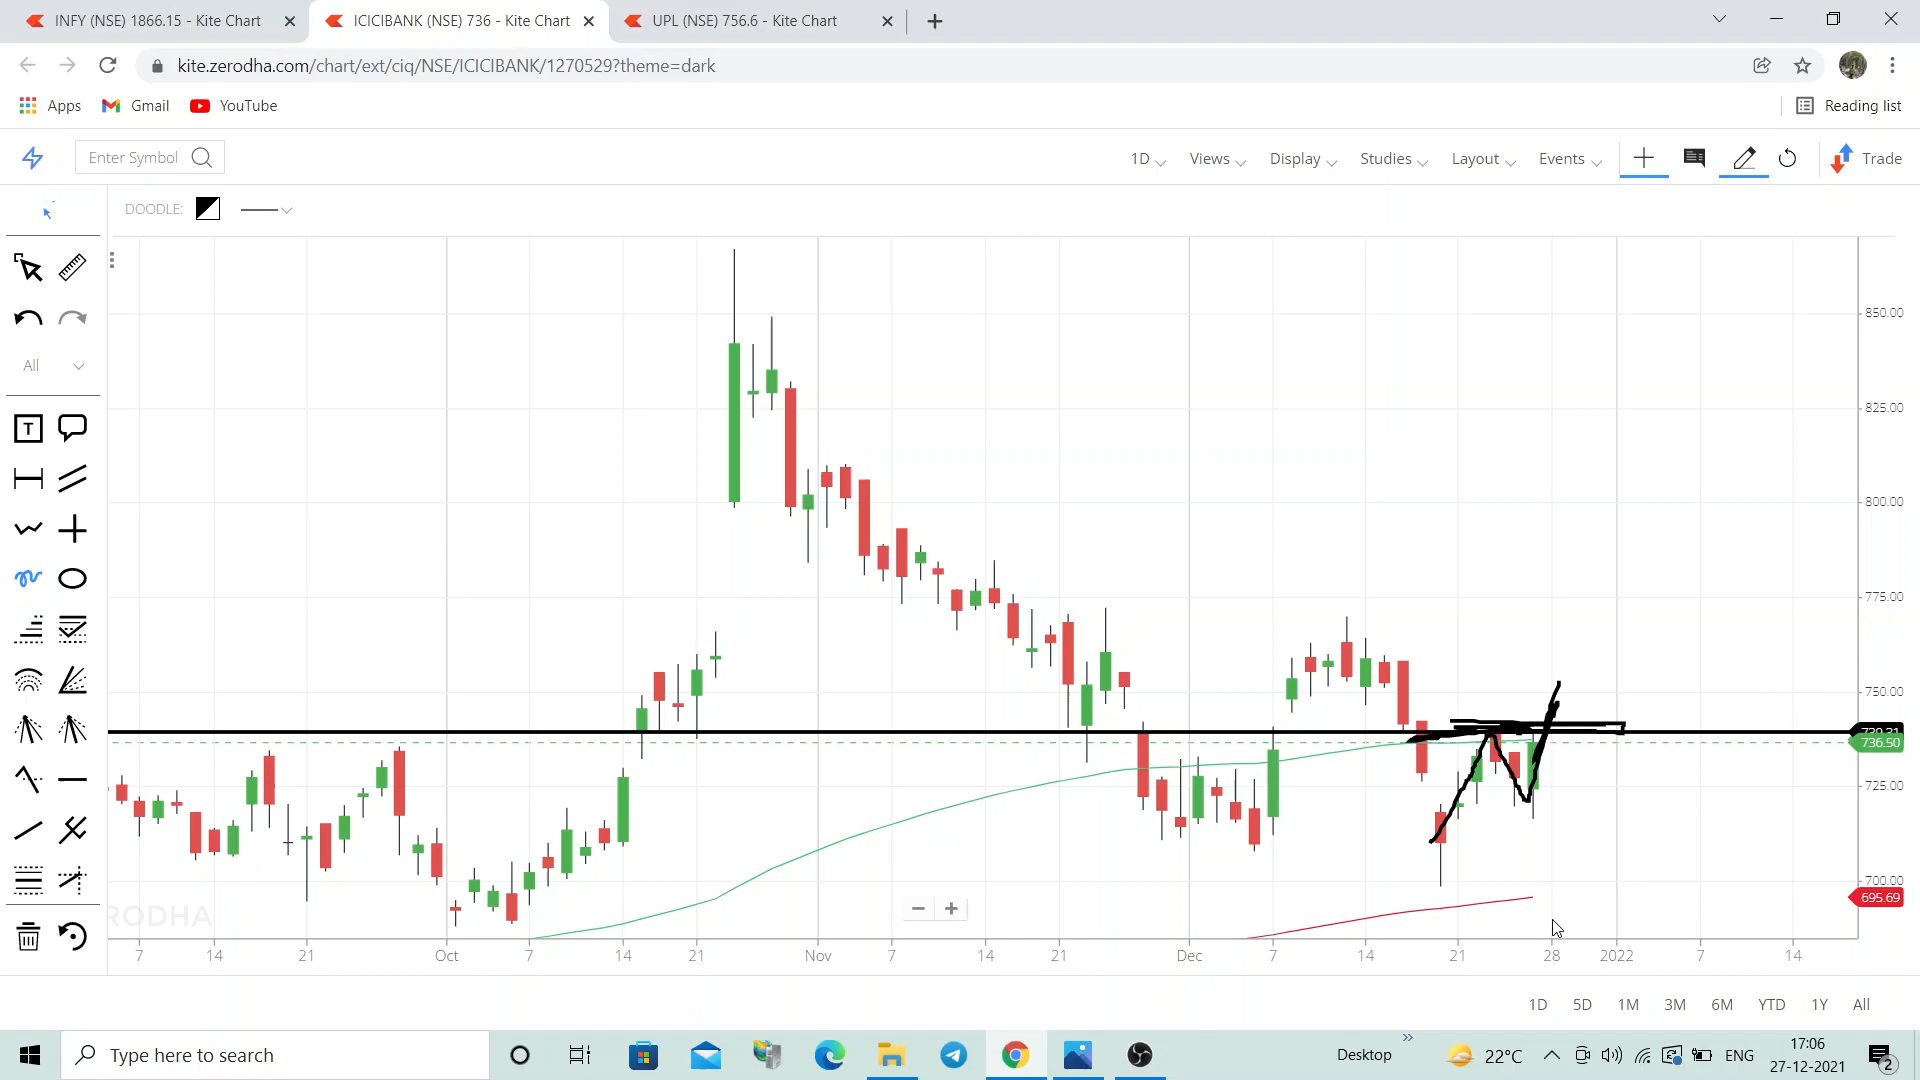 INFY (NSE) 1866.15 - Kite Chart
ICICIBANK (NSE) 736 - Kite Chart
UPL (NSE) 756.6 - Kite Chart
kite.zerodha.com/chart/ext/ciq/NSE/ICICIBANK/1270529?theme=dark
Apps
Gmail
YouTube
Reading list
Enter Symbol
1D
Views
Display
Studies
Layout
Events
Trade
DOODLE:
All
T
850.00
825.00
800.00
775.00
750.00
736.50
725.00
700.00
695.69
RODHA
7
14
21
Oct
7
14
21
Nov
7
14
21
Dec
7
14
21
28
2022
7
14
1D
5D
1M
3M
6M
YTD
1Y
All
Type here to search
Desktop
22°C
ENG
17:06
27-12-2021
2